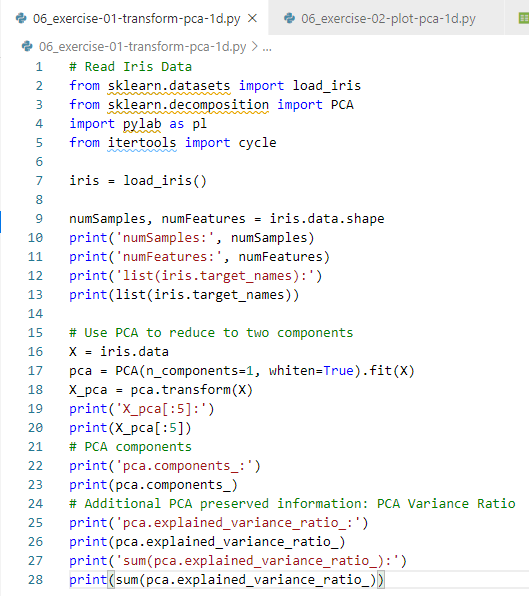 06_exercise-01-transform-pca-1d.py × 06_exercise-02-plot-pca-1d.py
06_exercise-01-transform-pca-1d.py > ...
1 # Read Iris Data
2 from sklearn.datasets import load_iris
3 from sklearn.decomposition import PCA
4 import pylab as pl
5 from itertools import cycle
6
7 iris = load_iris()
8
9 numSamples, numFeatures = iris.data.shape
10 print('numSamples:', numSamples)
11 print('numFeatures:', numFeatures)
12 print('list(iris.target_names):')
13 print(list(iris.target_names))
14
15 # Use PCA to reduce to two components
16 X = iris.data
17 pca = PCA(n_components=1, whiten=True).fit(X)
18 X_pca = pca.transform(X)
19 print('X_pca[:5]:')
20 print(X_pca[:5])
21 # PCA components
22 print('pca.components_:')
23 print(pca.components_)
24 # Additional PCA preserved information: PCA Variance Ratio
25 print('pca.explained_variance_ratio_:')
26 print(pca.explained_variance_ratio_)
27 print('sum(pca.explained_variance_ratio_):')
28 print(sum(pca.explained_variance_ratio_))